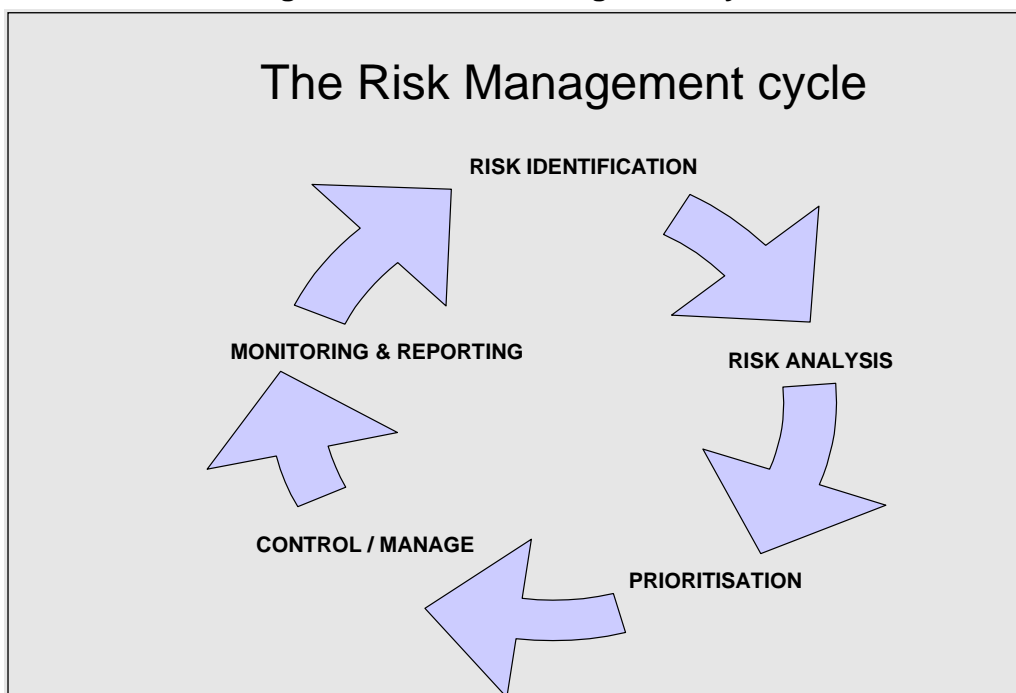 The Risk Management cycle
RISK IDENTIFICATION
MONITORING & REPORTING
RISK ANALYSIS
CONTROL / MANAGE
PRIORITISATION